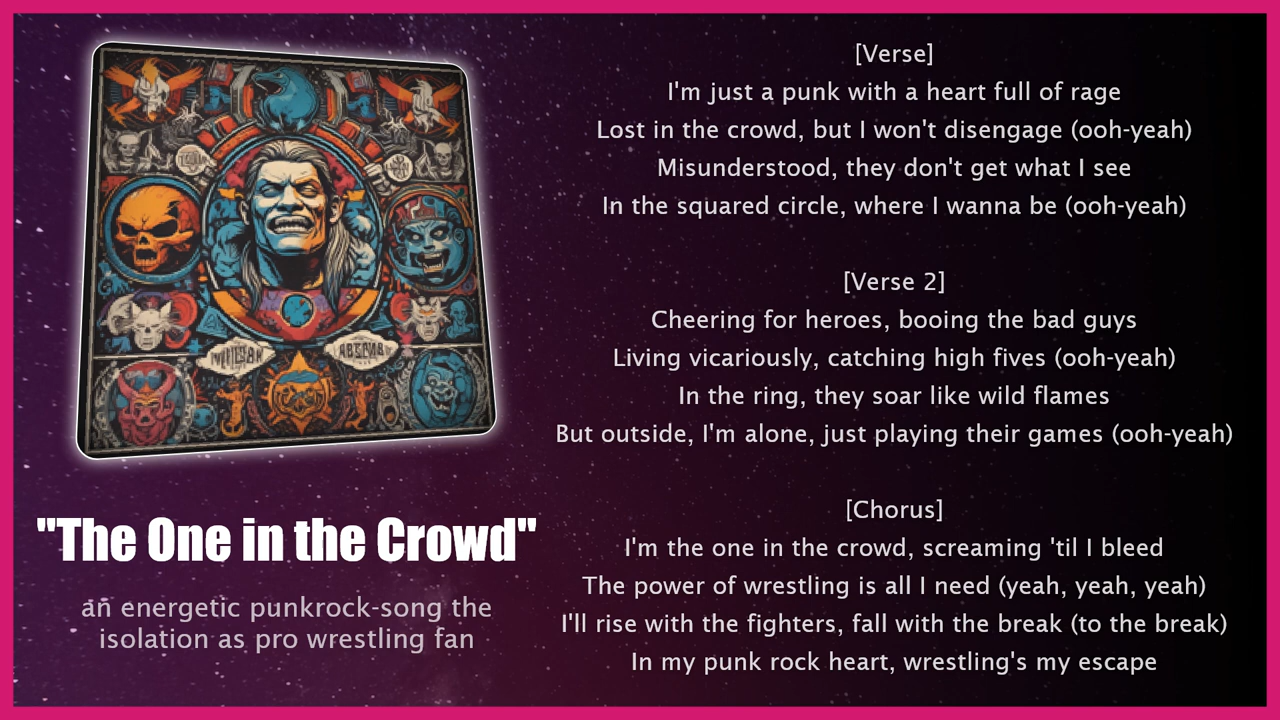 "The One in the Crowd"
an energetic punkrock-song the
isolation as pro wrestling fan
[Verse]
I'm just a punk with a heart full of rage
Lost in the crowd, but I won't disengage (ooh-yeah)
Misunderstood, they don't get what I see
In the squared circle, where I wanna be (ooh-yeah)
[Verse 2]
Cheering for heroes, booing the bad guys
Living vicariously, catching high fives (ooh-yeah)
In the ring, they soar like wild flames
But outside, I'm alone, just playing their games (ooh-yeah)
[Chorus]
I'm the one in the crowd, screaming 'til I bleed
The power of wrestling is all I need (yeah, yeah, yeah)
I'll rise with the fighters, fall with the break (to the break)
In my punk rock heart, wrestling's my escape